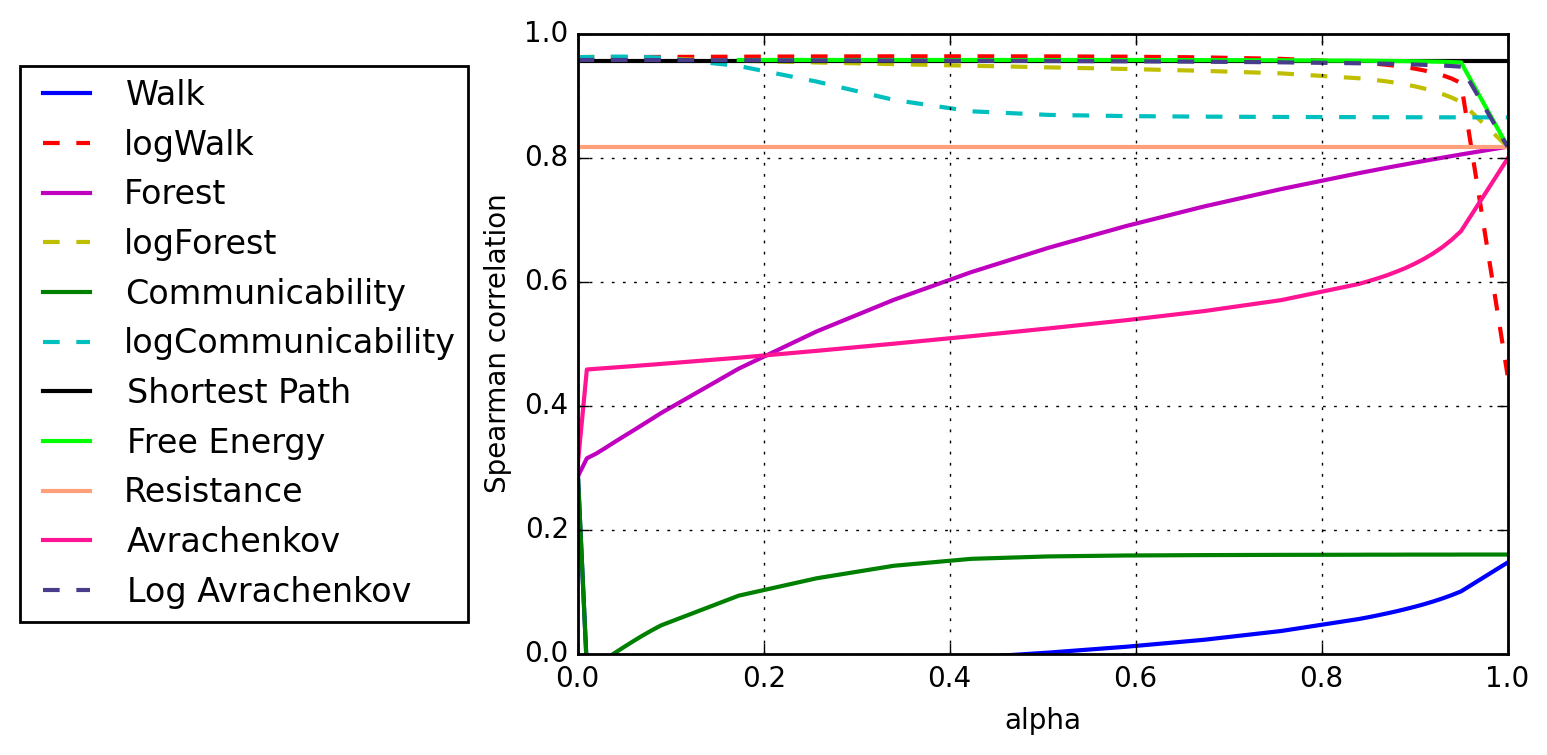 Walk
logWalk
Forest
logForest
Communicability
logCommunicability
Shortest Path
Free Energy
Resistance
Avrachenkov
Log Avrachenkov
Spearman correlation
1.0
0.8
0.6
0.4
0.2
0.0
0.0 0.2 0.4 0.6 0.8 1.0
alpha